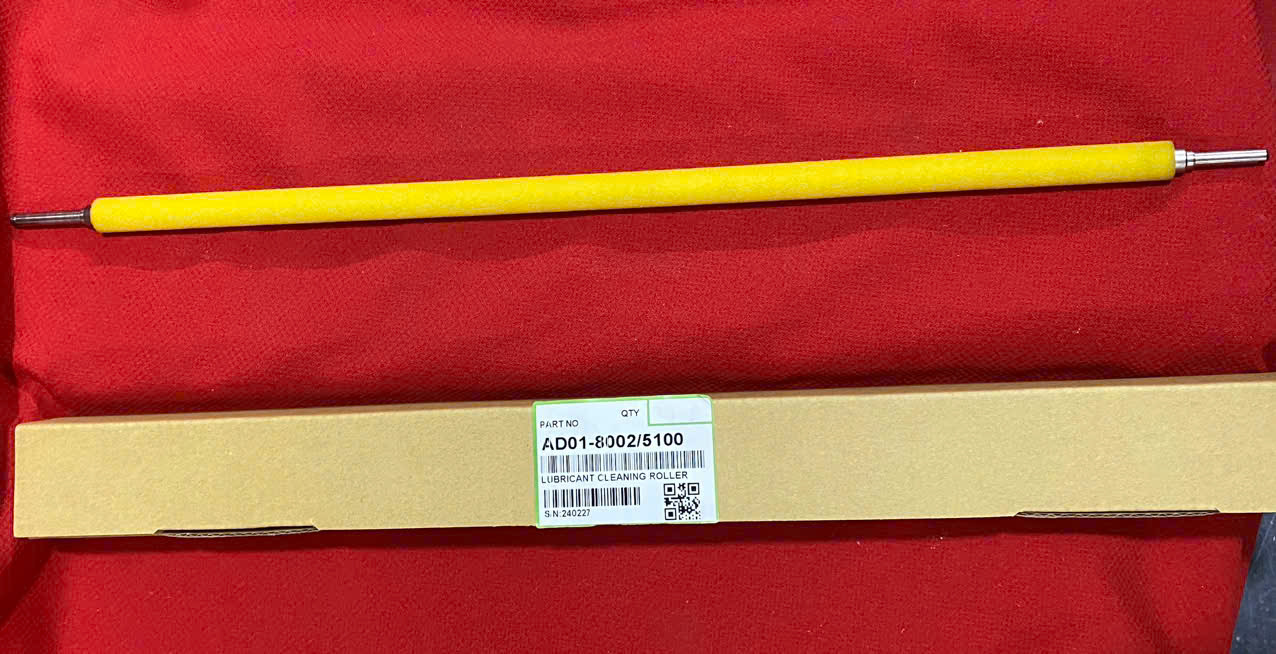 QTY
PART NO
AD01-8002/5100
LUBRICANT CLEANING ROLLER
S.N:240227